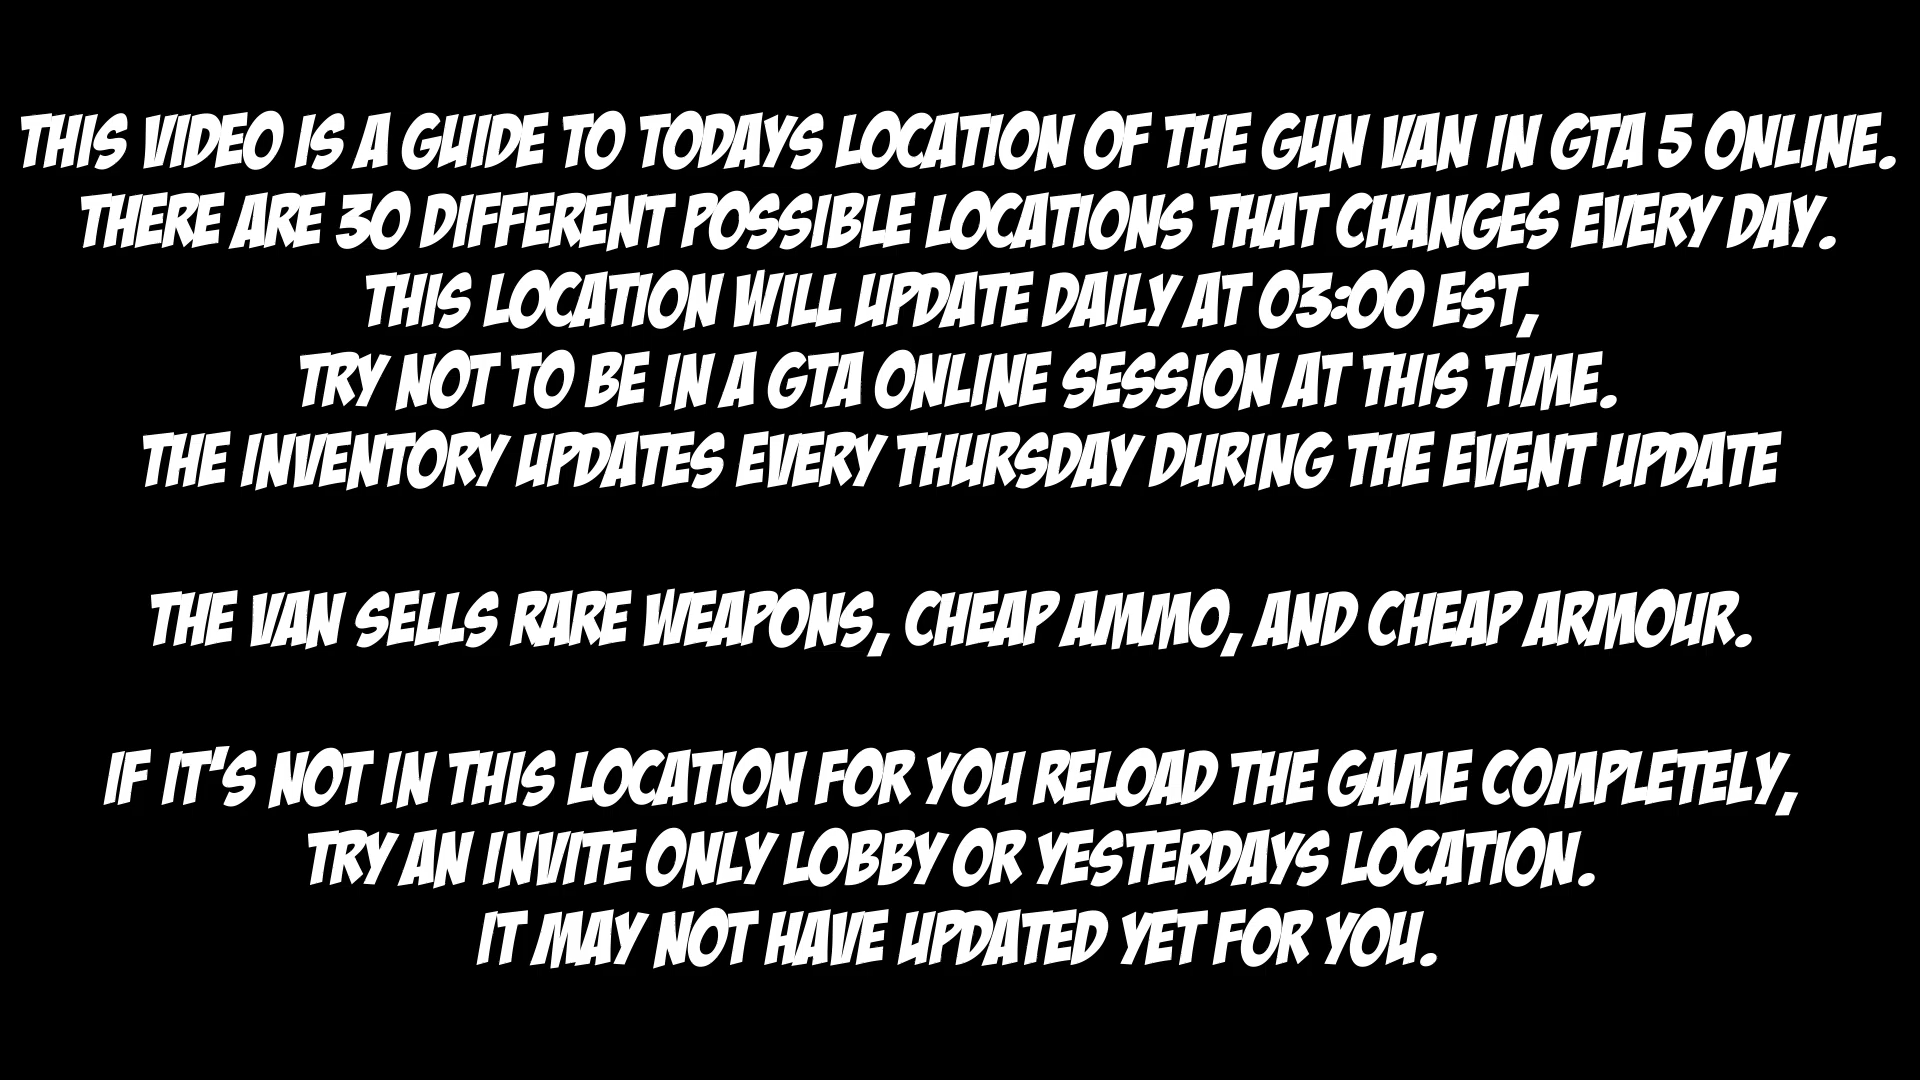 THIS VIDEO IS A GUIDE TO TODAYS LOCATION OF THE GUN VAN IN GTA 5 ONLINE.
THERE ARE 30 DIFFERENT POSSIBLE LOCATIONS THAT CHANGES EVERY DAY.
THIS LOCATION WILL UPDATE DAILY AT 03:00 EST,
TRY NOT TO BE IN A GTA ONLINE SESSION AT THIS TIME.
THE INVENTORY UPDATES EVERY THURSDAY DURING THE EVENT UPDATE
THE VAN SELLS RARE WEAPONS, CHEAP AMMO, AND CHEAP ARMOUR.
IF IT'S NOT IN THIS LOCATION FOR YOU RELOAD THE GAME COMPLETELY,
TRY AN INVITE ONLY LOBBY OR YESTERDAYS LOCATION.
IT MAY NOT HAVE UPDATED YET FOR YOU.